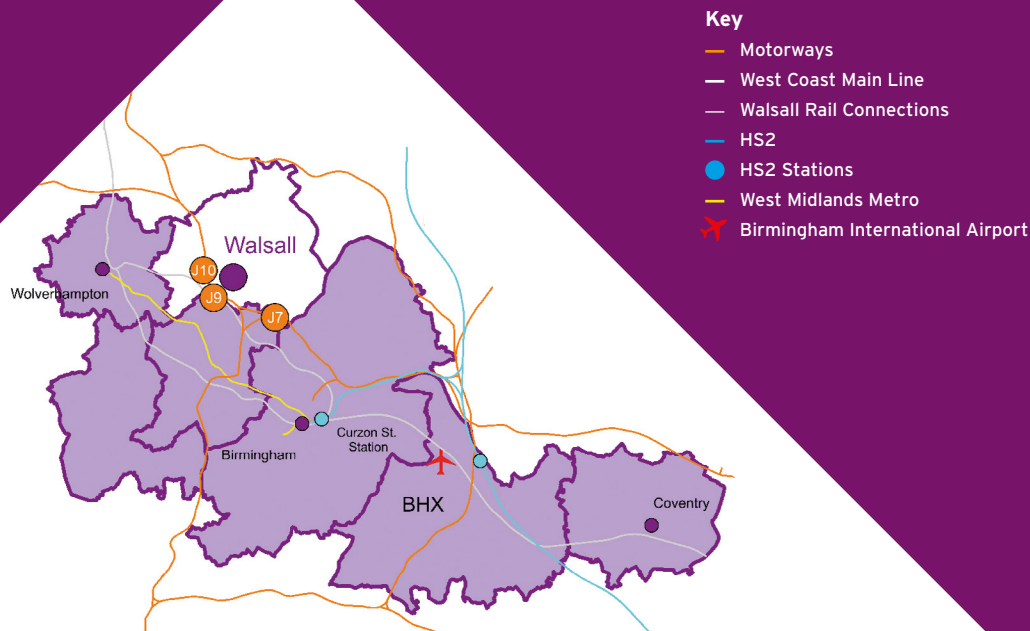 Key
Motorways
West Coast Main Line
Walsall Rail Connections
HS2
HS2 Stations
West Midlands Metro
Birmingham International Airport
Walsall
J10
Wolverhampton
J9
J7
Curzon St.
Station
Birmingham
BHX
Coventry